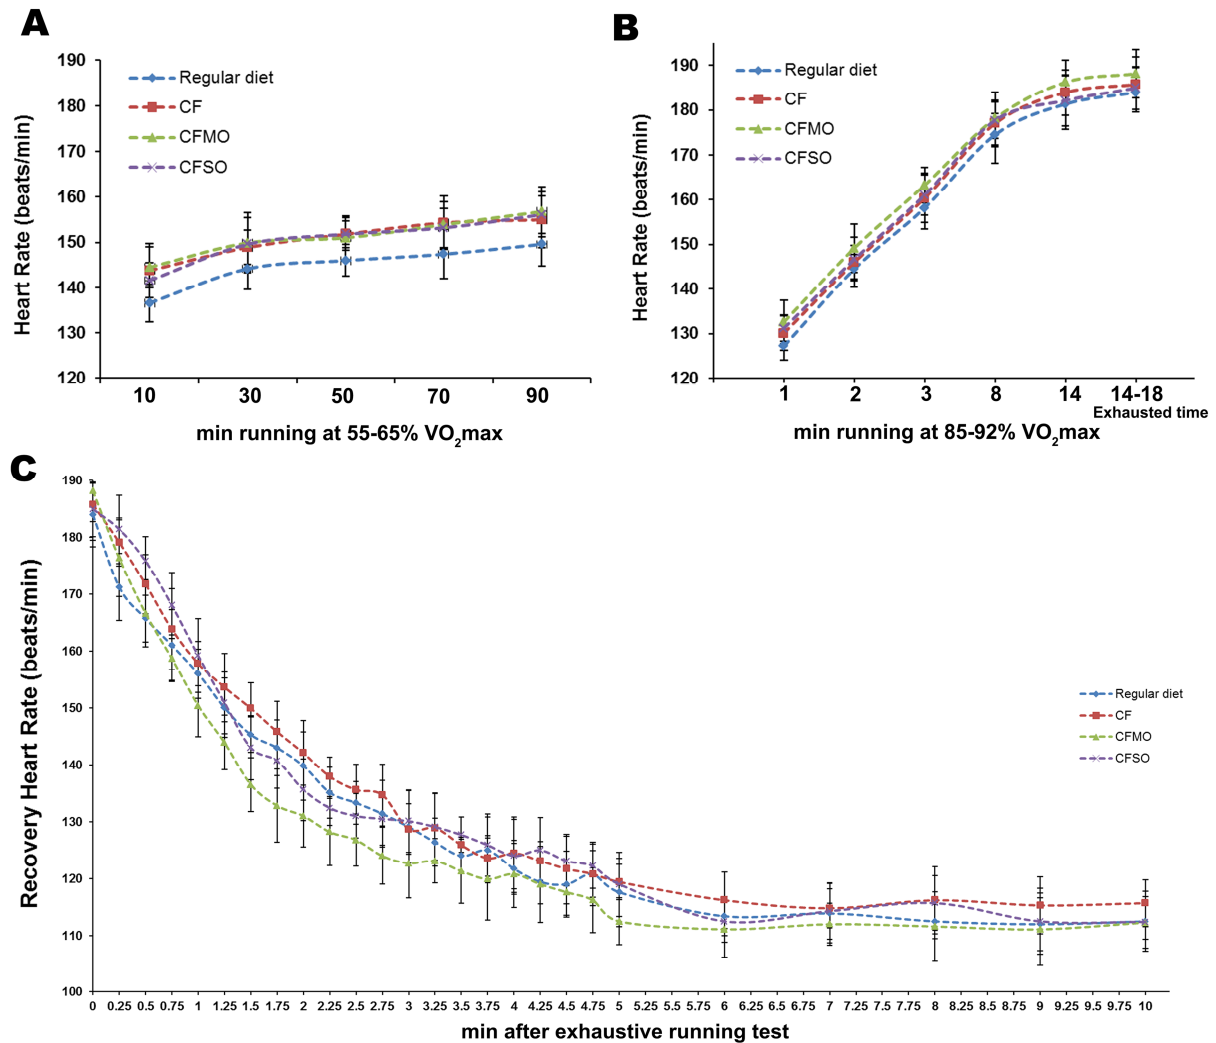 A
190
180
170
160
150
140
130
120
Heart Rate (beats/min)
Regular diet
CF
CFMO
CFSO
10 30 50 70 90
min running at 55-65% VO2max
B
190
180
170
160
150
140
130
120
Heart Rate (beats/min)
Regular diet
CF
CFMO
CFSO
1 2 3 8 14 14-18
Exhausted time
min running at 85-92% VO2max
C
190
180
170
160
150
140
130
120
110
100
Recovery Heart Rate (beats/min)
Regular diet
CF
CFMO
CFSO
0 0.25 0.5 0.75 1 1.25 1.5 1.75 2 2.25 2.5 2.75 3 3.25 3.5 3.75 4 4.25 4.5 4.75 5 5.25 5.5 5.75 6 6.25 6.5 6.75 7 7.25 7.5 7.75 8 8.25 8.5 8.75 9 9.25 9.5 9.75 10
min after exhaustive running test